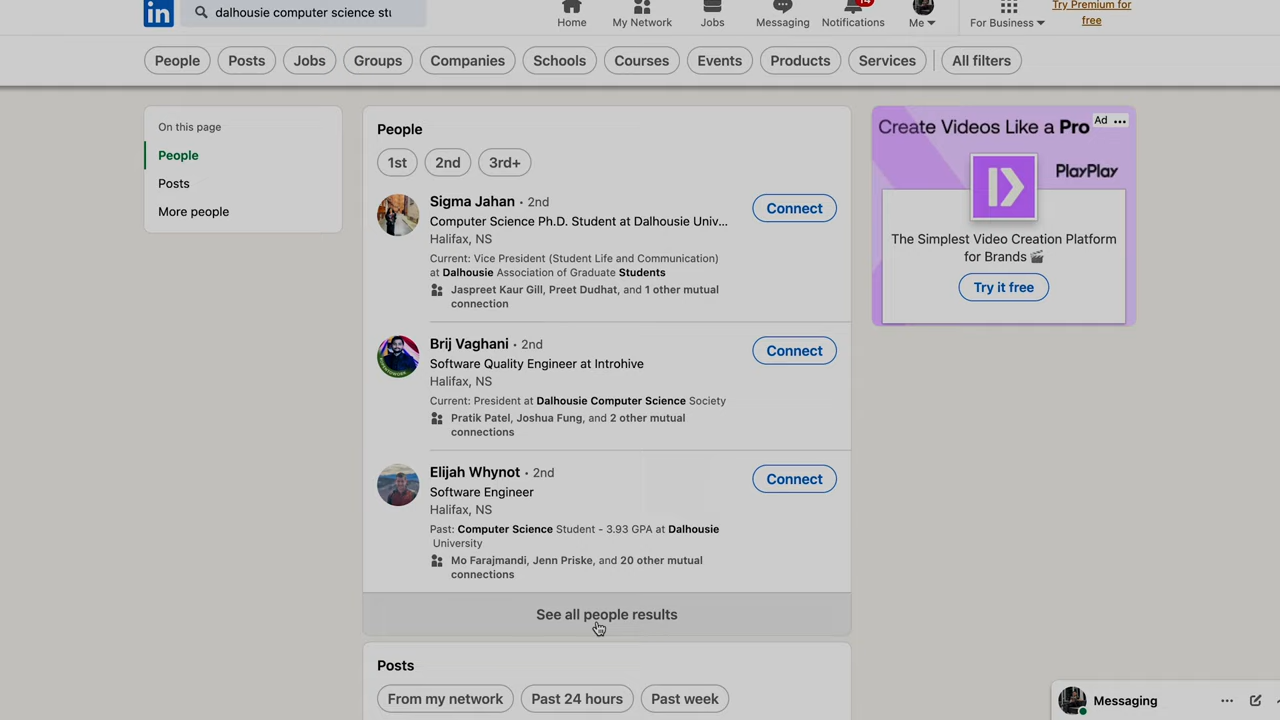 in
dalhousie computer science stu
Home
My Network
Jobs
Messaging
14
Notifications
Me
For Business
Try Premium for
free
People
Posts
Jobs
Groups
Companies
Schools
Courses
Events
Products
Services
All filters
On this page
People
Posts
More people
People
1st
2nd
3rd+
Sigma Jahan • 2nd
Computer Science Ph.D. Student at Dalhousie Univ...
Halifax, NS
Current: Vice President (Student Life and Communication)
at Dalhousie Association of Graduate Students
Jaspreet Kaur Gill, Preet Dudhat, and 1 other mutual
connection
Connect
Brij Vaghani • 2nd
Software Quality Engineer at Introhive
Halifax, NS
Current: President at Dalhousie Computer Science Society
Pratik Patel, Joshua Fung, and 2 other mutual
connections
Connect
Elijah Whynot • 2nd
Software Engineer
Halifax, NS
Past: Computer Science Student - 3.93 GPA at Dalhousie
University
Mo Farajmandi, Jenn Priske, and 20 other mutual
connections
Connect
See all people results
Posts
From my network
Past 24 hours
Past week
Ad
Create Videos Like a Pro
PlayPlay
The Simplest Video Creation Platform
for Brands
Try it free
Messaging